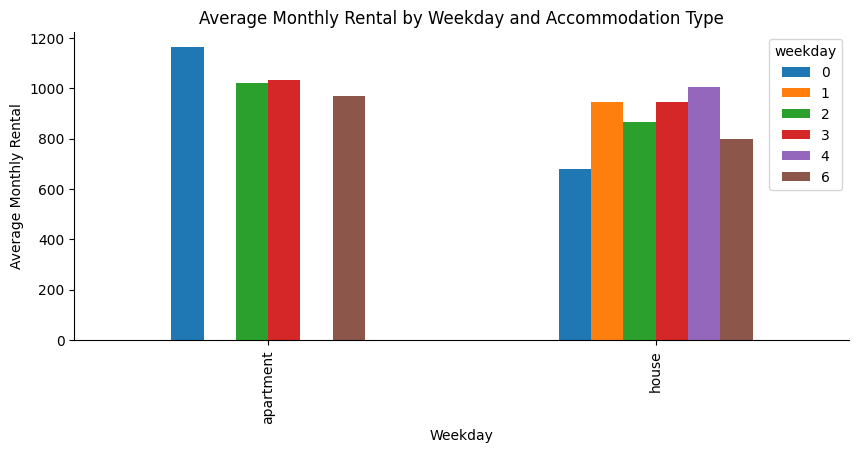 Average Monthly Rental by Weekday and Accommodation Type
Average Monthly Rental
1200
1000
800
600
400
200
0
weekday
0
1
2
3
4
6
apartment
house
Weekday